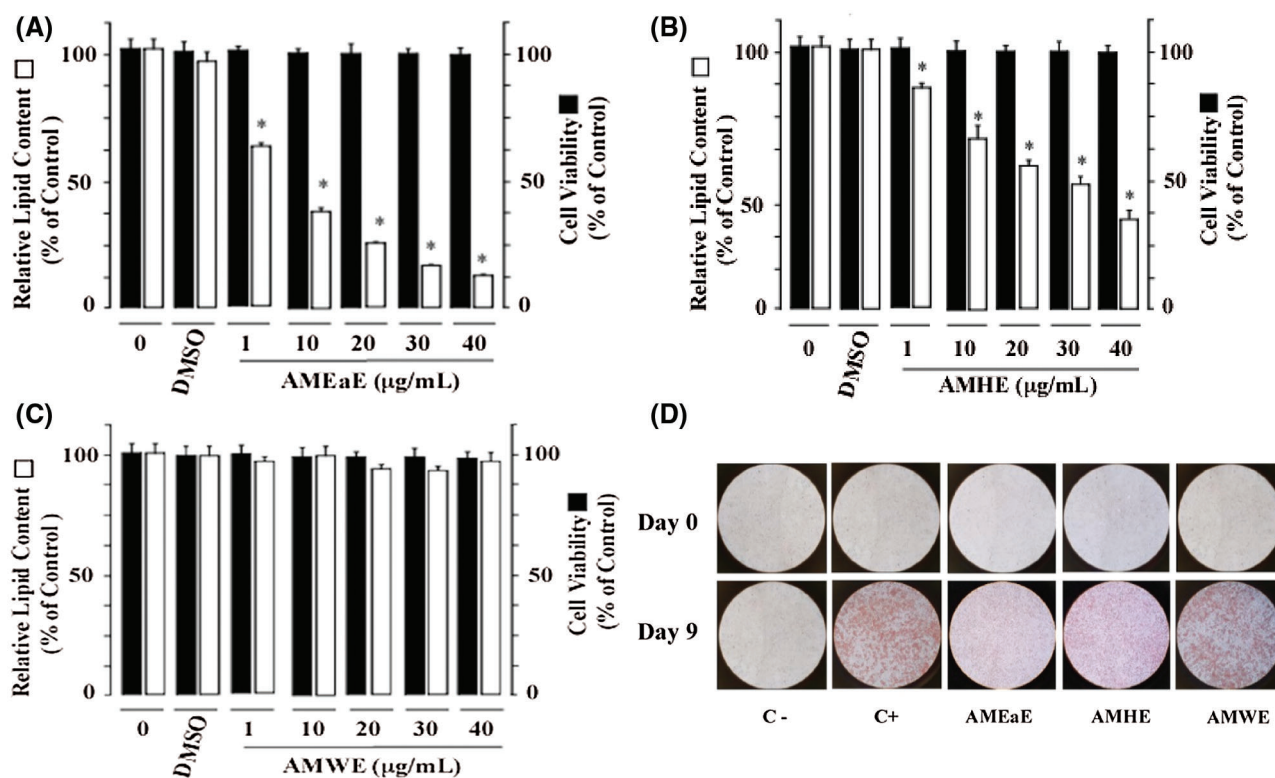 (A)
Relative Lipid Content
(% of Control)
100
50
0
100
50
0
Cell Viability
(% of Control)
* * * * *
0 DMSO 1 10 20 30 40
AMEaE (µg/mL)
(B)
Relative Lipid Content
(% of Control)
100
50
0
100
50
0
Cell Viability
(% of Control)
* * * * *
0 DMSO 1 10 20 30 40
AMHE (µg/mL)
(C)
Relative Lipid Content
(% of Control)
100
50
0
100
50
0
Cell Viability
(% of Control)
0 DMSO 1 10 20 30 40
AMWE (µg/mL)
(D)
Day 0
Day 9
C - C+ AMEaE AMHE AMWE